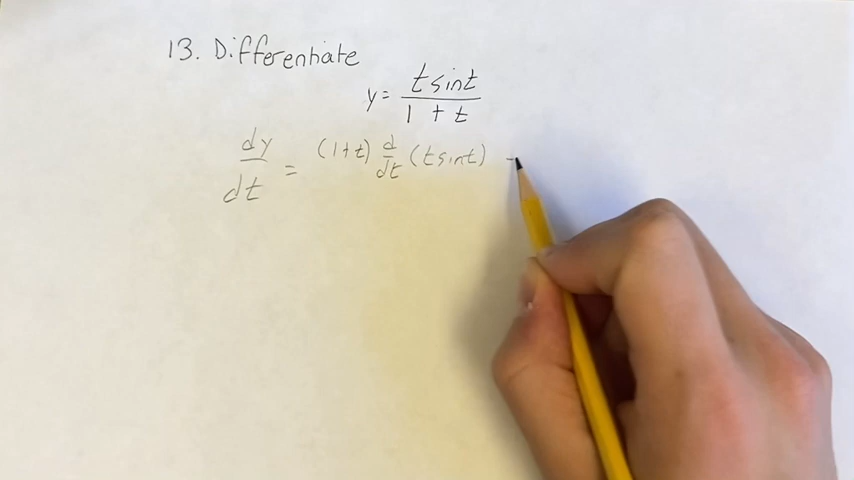 13. Differentiate
y = t sin t / 1 + t
dy/dt = (1+t) d/dt (t sin t) -